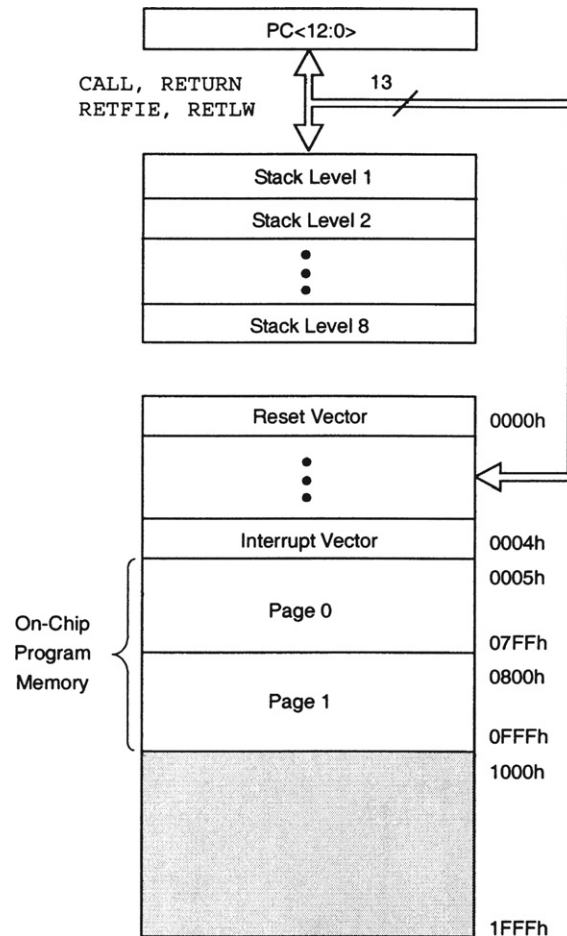 PC<12:0>
CALL, RETURN
RETFIE, RETLW
13
Stack Level 1
Stack Level 2
Stack Level 8
Reset Vector
0000h
Interrupt Vector
0004h
On-Chip
Program
Memory
Page 0
0005h
07FFh
Page 1
0800h
0FFFh
1000h
1FFFh